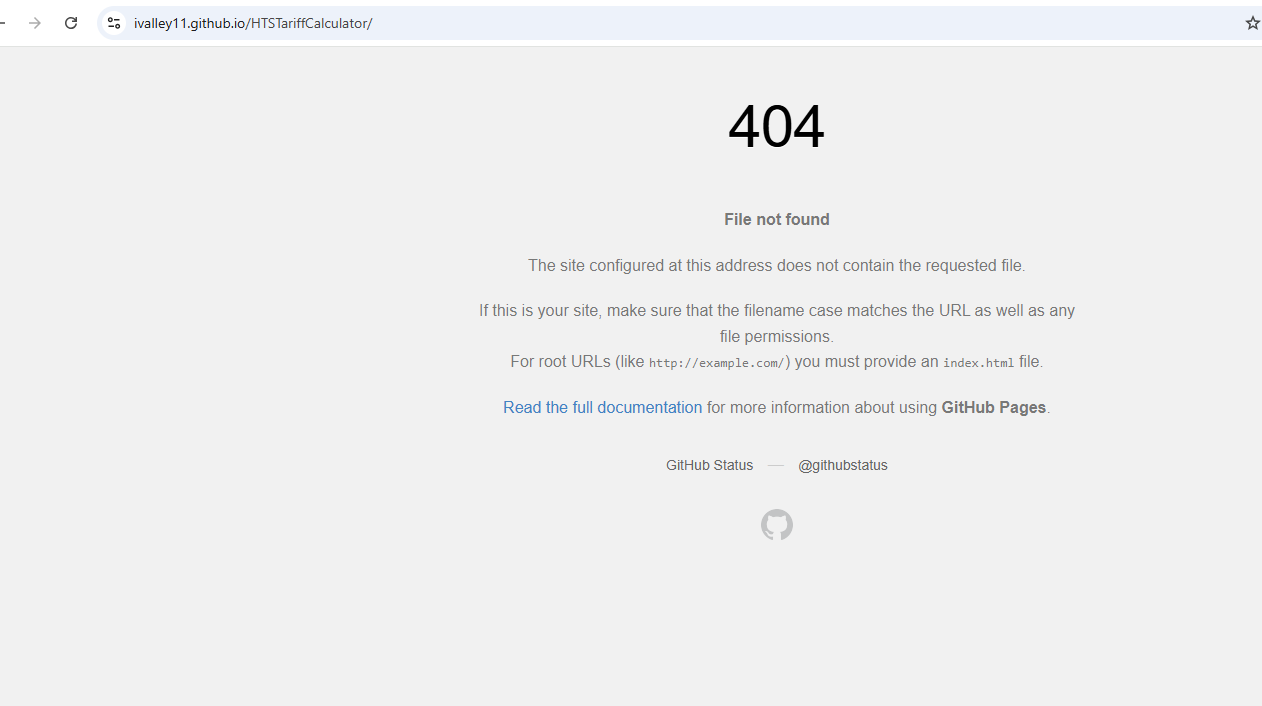 ivalley11.github.io/HTSTariffCalculator/
404
File not found
The site configured at this address does not contain the requested file.
If this is your site, make sure that the filename case matches the URL as well as any
file permissions.
For root URLs (like http://example.com/) you must provide an index.html file.
Read the full documentation for more information about using GitHub Pages.
GitHub Status — @githubstatus